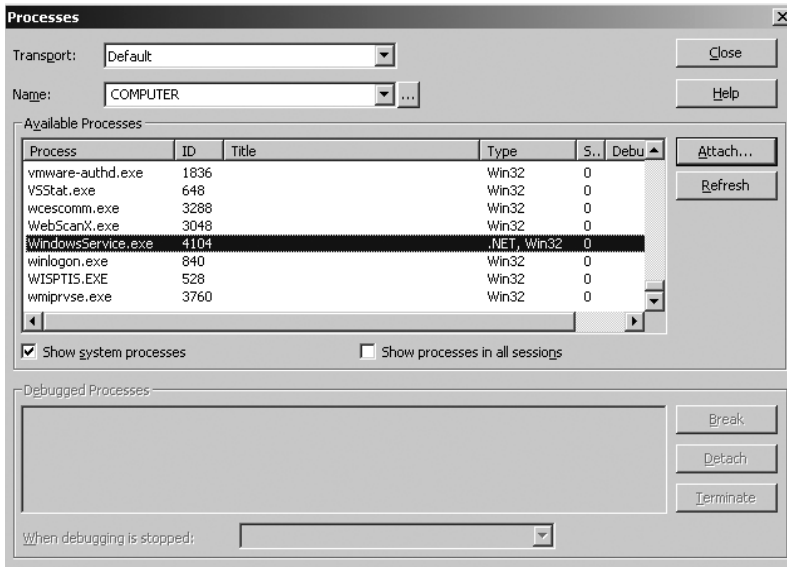 Processes
Transport: Default Close
Name: COMPUTER ... Help
Available Processes
Process ID Title Type S.. Debu Attach...
vmware-authd.exe 1836 Win32 0
VSStat.exe 648 Win32 0 Refresh
wcescomm.exe 3288 Win32 0
WebScanX.exe 3048 Win32 0
WindowsService.exe 4104 .NET, Win32 0
winlogon.exe 840 Win32 0
WISPTIS.EXE 528 Win32 0
wmiprvse.exe 3760 Win32 0
Show system processes Show processes in all sessions
Debugged Processes
Break
Detach
Terminate
When debugging is stopped: